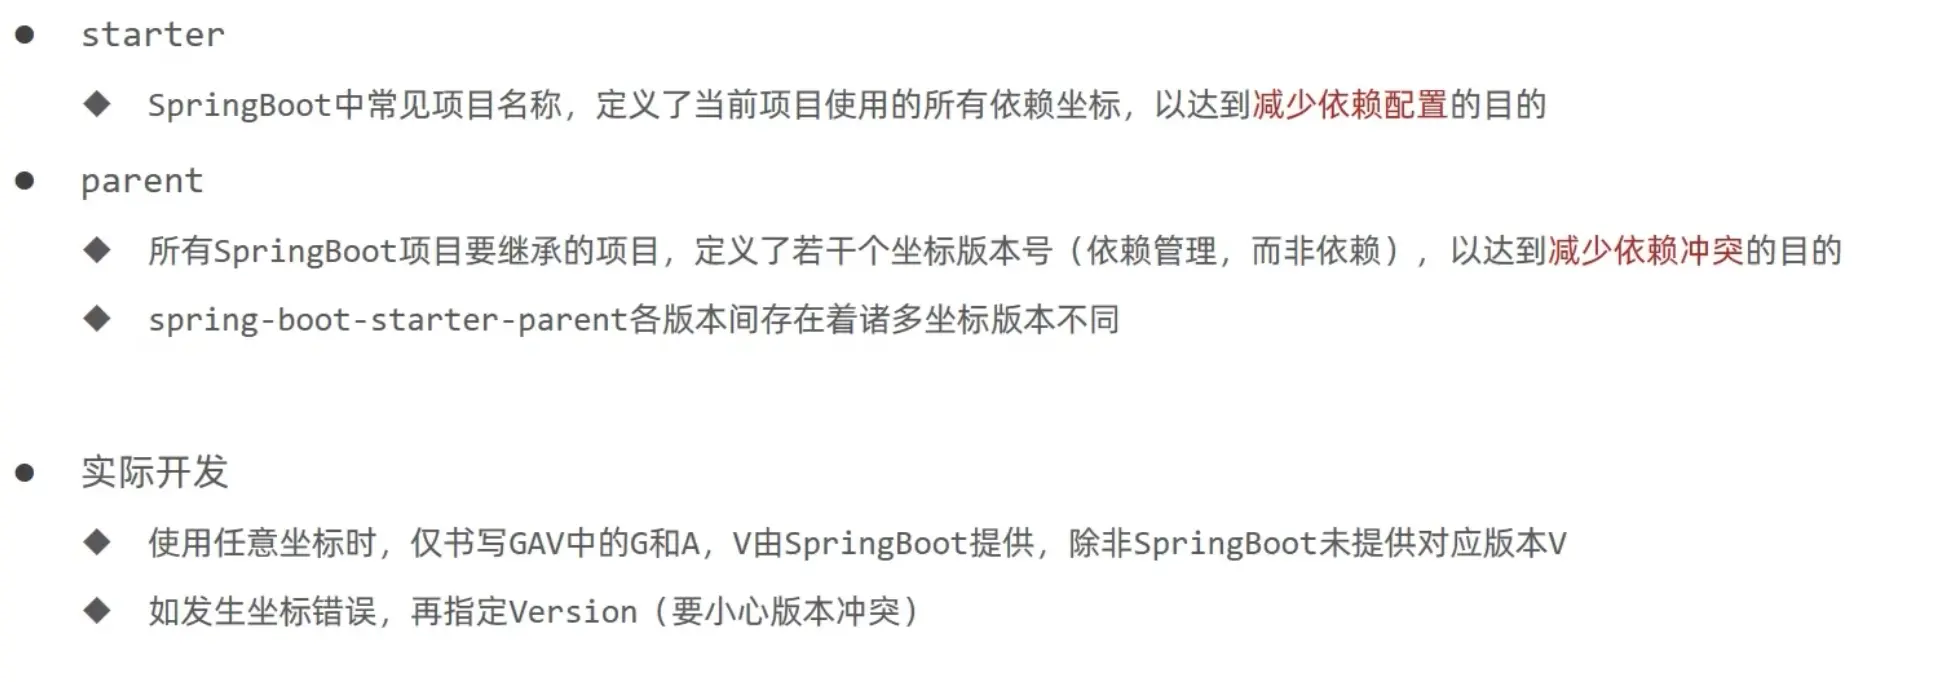 starter
SpringBoot中常见项目名称，定义了当前项目使用的所有依赖坐标，以达到减少依赖配置的目的
parent
所有SpringBoot项目要继承的项目，定义了若干个坐标版本号（依赖管理，而非依赖），以达到减少依赖冲突的目的
spring-boot-starter-parent各版本间存在着诸多坐标版本不同
实际开发
使用任意坐标时，仅书写GAV中的G和A，V由SpringBoot提供，除非SpringBoot未提供对应版本V
如发生坐标错误，再指定Version（要小心版本冲突）